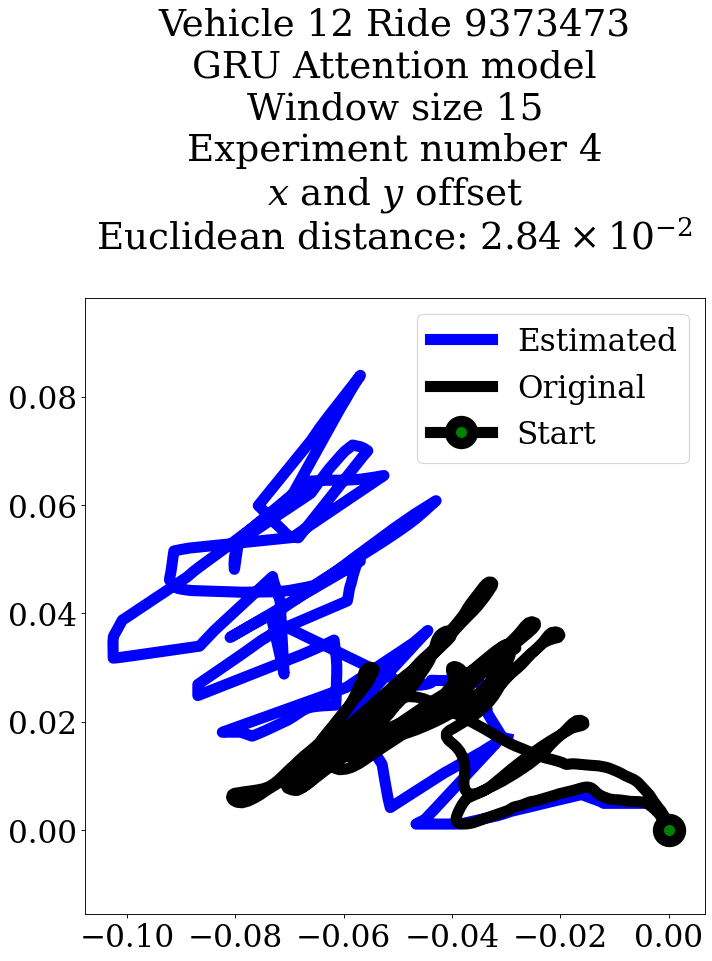 Vehicle 12 Ride 9373473
GRU Attention model
Window size 15
Experiment number 4
x and y offset
Euclidean distance: 2.84 × 10⁻²
Estimated
Original
Start
0.08
0.06
0.04
0.02
0.00
−0.10 −0.08 −0.06 −0.04 −0.02 0.00